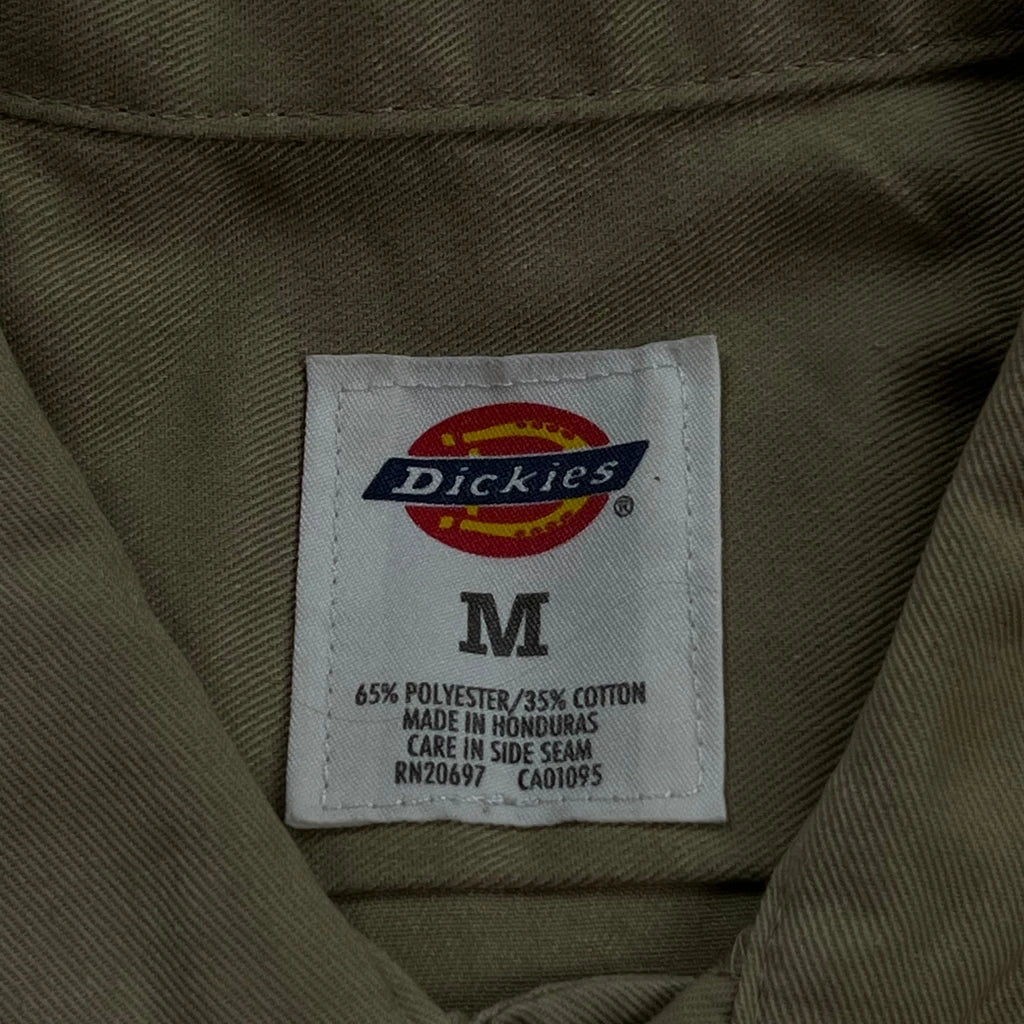 Dickies
®
M
65% POLYESTER/35% COTTON
MADE IN HONDURAS
CARE IN SIDE SEAM
RN20697 CA01095